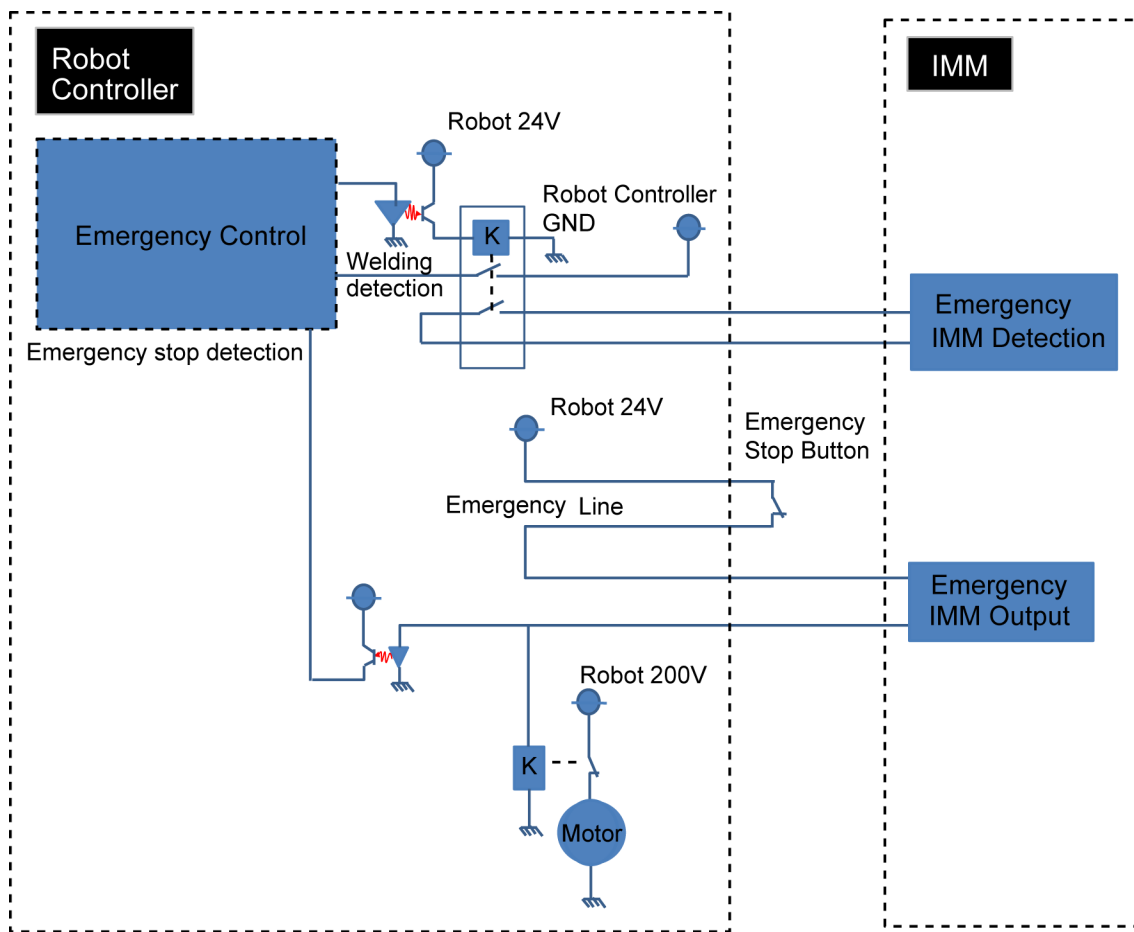 Robot
Controller
IMM
Robot 24V
Emergency Control
Robot Controller
GND
K
Welding
detection
Emergency
IMM Detection
Emergency stop detection
Robot 24V
Emergency
Stop Button
Emergency Line
Emergency
IMM Output
Robot 200V
K
Motor